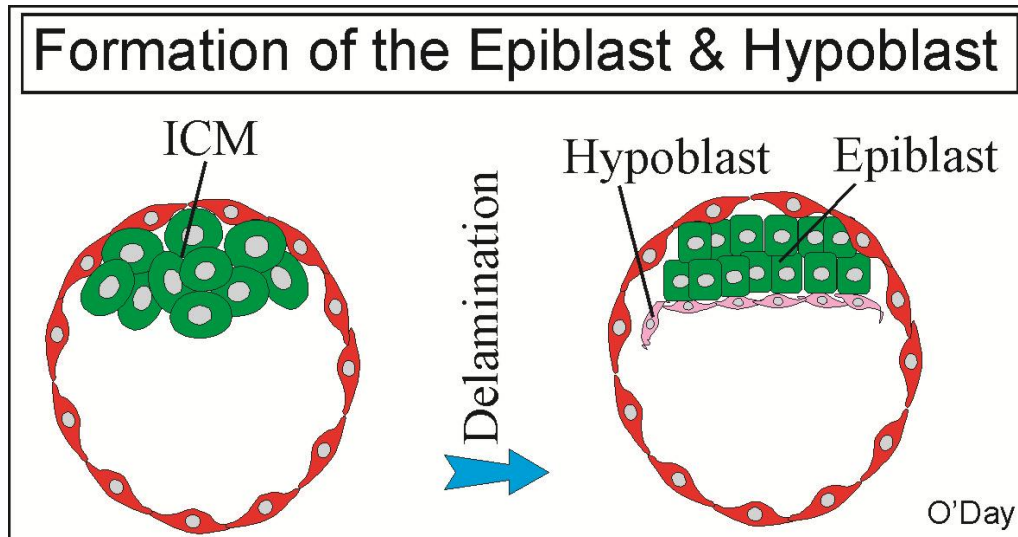 Formation of the Epiblast & Hypoblast
ICM
Delamination
Hypoblast
Epiblast
O'Day